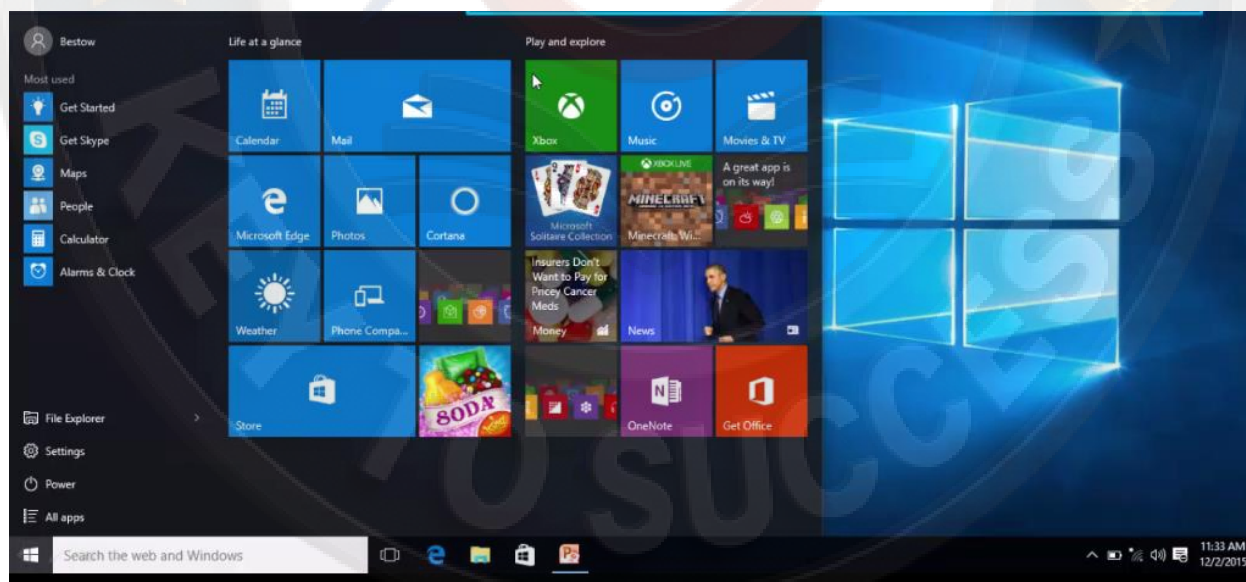 Bestow
Life at a glance
Play and explore
Most used
Get Started
Get Skype
Maps
People
Calculator
Alarms & Clock
File Explorer
Settings
Power
All apps
Calendar
Mail
Microsoft Edge
Photos
Cortana
Weather
Phone Compa...
Store
SODA
Xbox
Music
Movies & TV
Microsoft
Solitaire Collection
XBOX LIVE
MINECRAFT
Minecraft: Wi...
A great app is
on its way!
Insurers Don't
Want to Pay for
Pricey Cancer
Meds
Money
News
OneNote
Get Office
Search the web and Windows
11:33 AM
12/2/2015
KEY TO SUCCESS